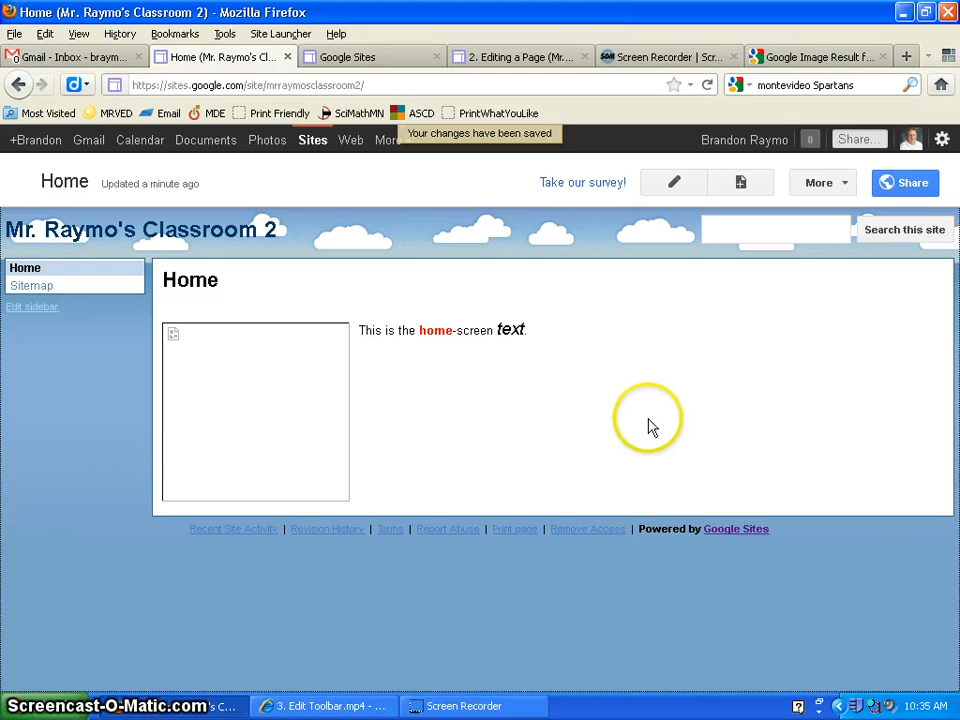 Home (Mr. Raymo's Classroom 2) - Mozilla Firefox
File Edit View History Bookmarks Tools Site Launcher Help
Gmail - Inbox - braym... Home (Mr. Raymo's Cl... Google Sites 2. Editing a Page (Mr.... Screen Recorder | Scr... Google Image Result f...
https://sites.google.com/site/mrraymosclassroom2/ montevideo Spartans
Most Visited MRVED Email MDE Print Friendly SciMathMN ASCD PrintWhatYouLike
Your changes have been saved
+Brandon Gmail Calendar Documents Photos Sites Web More Brandon Raymo 0 Share...
Home Updated a minute ago Take our survey! More Share
Mr. Raymo's Classroom 2 Search this site
Home
Sitemap
Edit sidebar
Home
This is the home-screen text.
Recent Site Activity | Revision History | Terms | Report Abuse | Print page | Remove Access | Powered by Google Sites
Screencast-O-Matic.com 's C... 3. Edit Toolbar.mp4 - ... Screen Recorder 10:35 AM